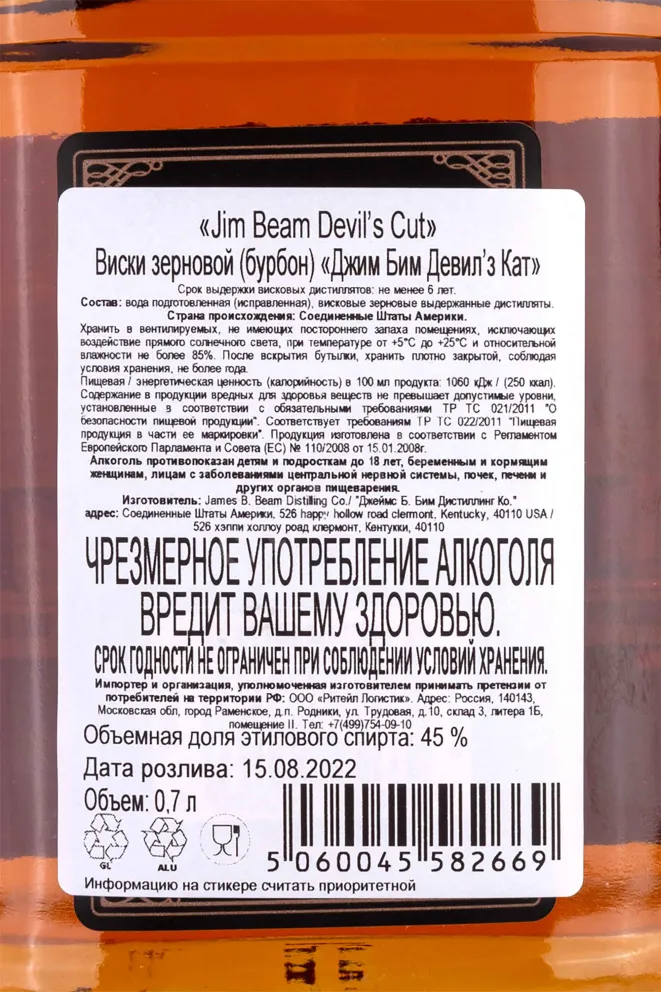 «Jim Beam Devil’s Cut»
Виски зерновой (бурбон) «Джим Бим Девил’з Кат»
Срок выдержки висковых дистиллятов: не менее 6 лет.
Состав: вода подготовленная (исправленная), висковые зерновые выдержанные дистилляты.
Страна происхождения: Соединенные Штаты Америки.
Хранить в вентилируемых, не имеющих постороннего запаха помещениях, исключающих
воздействие прямого солнечного света, при температуре от +5°С до +25°С и относительной
влажности не более 85%. После вскрытия бутылки, хранить плотно закрытой, соблюдая
условия хранения, не более года.
Пищевая / энергетическая ценность (калорийность) в 100 мл продукта: 1060 кДж / (250 ккал).
Содержание в продукции вредных для здоровья веществ не превышает допустимые уровни,
установленные в соответствии с обязательными требованиями ТР ТС 021/2011 "О
безопасности пищевой продукции". Соответствует требованиям ТР ТС 022/2011 "Пищевая
продукция в части ее маркировки". Продукция изготовлена в соответствии с Регламентом
Европейского Парламента и Совета (ЕС) № 110/2008 от 15.01.2008г.
Алкоголь противопоказан детям и подросткам до 18 лет, беременным и кормящим
женщинам, лицам с заболеваниями центральной нервной системы, почек, печени и
других органов пищеварения.
Изготовитель: James B. Beam Distilling Co./ "Джеймс Б. Бим Дистиллинг Ко."
адрес: Соединенные Штаты Америки, 526 happy hollow road clermont, Kentucky, 40110 USA /
526 хэппи холлоу роад клермонт, Кентукки, 40110
ЧРЕЗМЕРНОЕ УПОТРЕБЛЕНИЕ АЛКОГОЛЯ
ВРЕДИТ ВАШЕМУ ЗДОРОВЬЮ.
СРОК ГОДНОСТИ НЕ ОГРАНИЧЕН ПРИ СОБЛЮДЕНИИ УСЛОВИЙ ХРАНЕНИЯ.
Импортер и организация, уполномоченная изготовителем принимать претензии от
потребителей на территории РФ: ООО «Ритейл Логистик». Адрес: Россия, 140143,
Московская обл, город Раменское, д.п. Родники, ул. Трудовая, д.10, склад 3, литера 1Б,
помещение II. Тел: +7(499)754-09-10
Объемная доля этилового спирта: 45 %
Дата розлива: 15.08.2022
Объем: 0,7 л
GL ALU
5 060045 582669
Информацию на стикере считать приоритетной